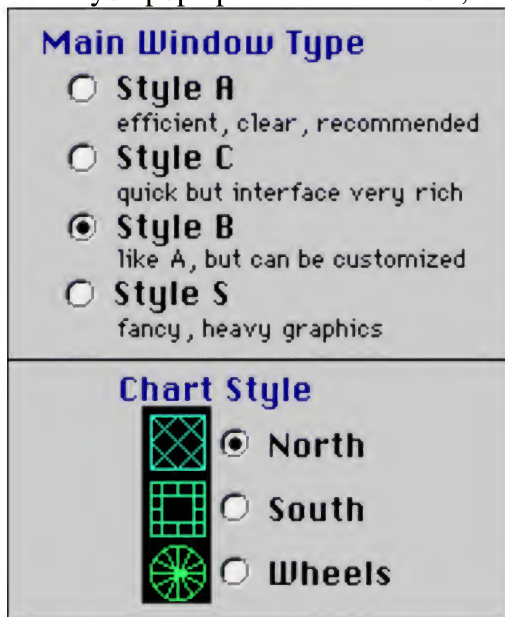 Main Window Type
Style A
efficient, clear, recommended
Style C
quick but interface very rich
Style B
like A, but can be customized
Style S
fancy, heavy graphics
Chart Style
North
South
Wheels